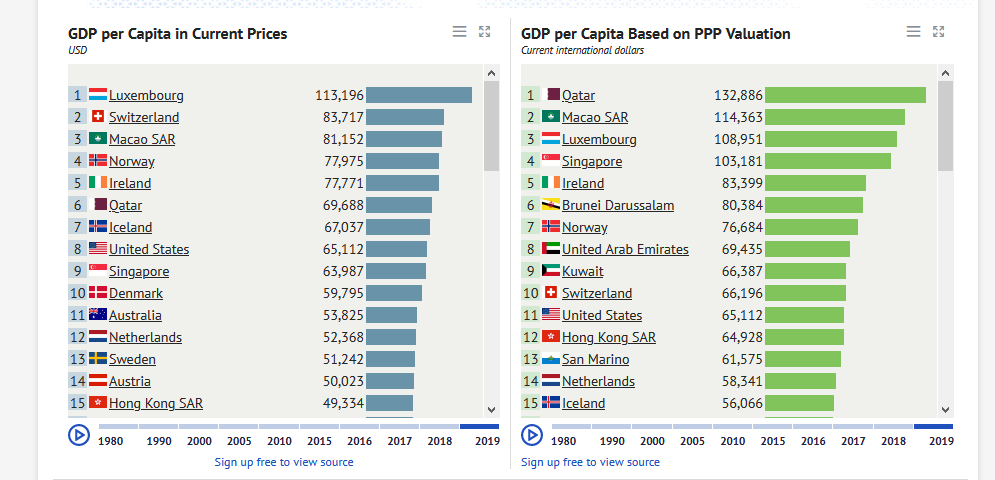 GDP per Capita in Current Prices
USD
1 Luxembourg 113,196
2 Switzerland 83,717
3 Macao SAR 81,152
4 Norway 77,975
5 Ireland 77,771
6 Qatar 69,688
7 Iceland 67,037
8 United States 65,112
9 Singapore 63,987
10 Denmark 59,795
11 Australia 53,825
12 Netherlands 52,368
13 Sweden 51,242
14 Austria 50,023
15 Hong Kong SAR 49,334
1980 1990 2000 2005 2010 2015 2016 2017 2018 2019
Sign up free to view source
GDP per Capita Based on PPP Valuation
Current international dollars
1 Qatar 132,886
2 Macao SAR 114,363
3 Luxembourg 108,951
4 Singapore 103,181
5 Ireland 83,399
6 Brunei Darussalam 80,384
7 Norway 76,684
8 United Arab Emirates 69,435
9 Kuwait 66,387
10 Switzerland 66,196
11 United States 65,112
12 Hong Kong SAR 64,928
13 San Marino 61,575
14 Netherlands 58,341
15 Iceland 56,066
1980 1990 2000 2005 2010 2015 2016 2017 2018 2019
Sign up free to view source